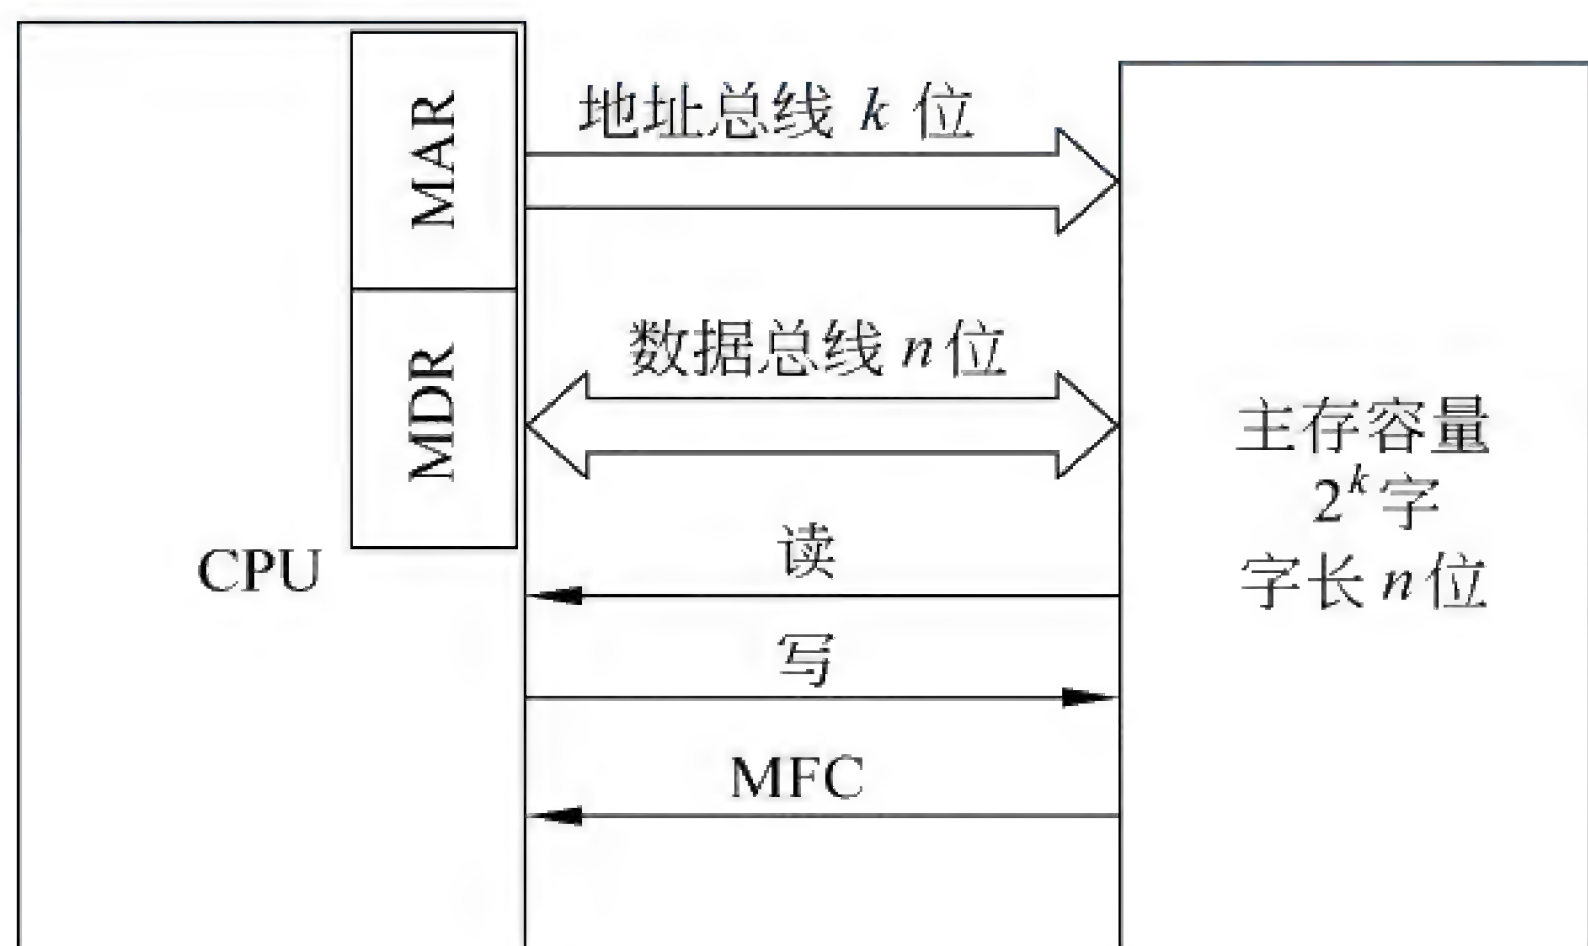 MAR
地址总线 k 位
MDR
数据总线 n 位
主存容量
2^k字
字长 n 位
CPU
读
写
MFC